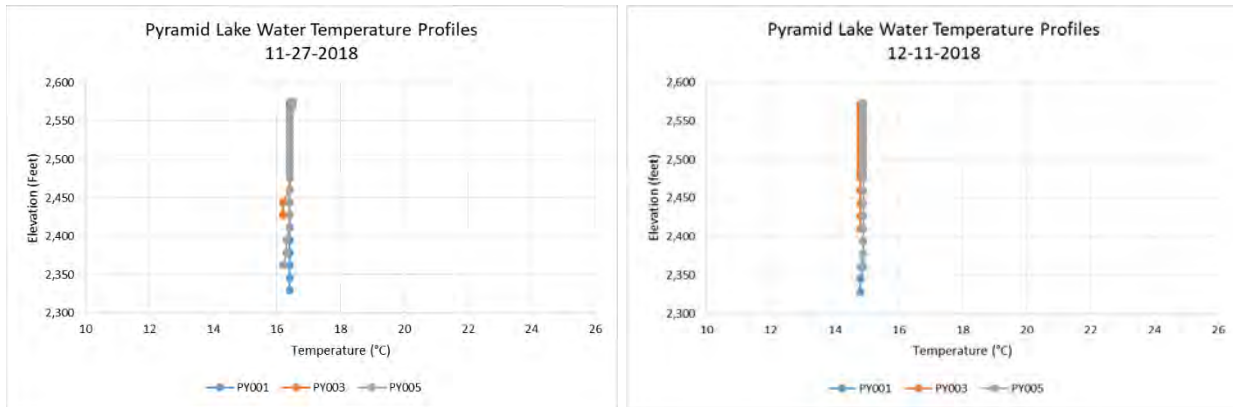 Pyramid Lake Water Temperature Profiles
11-27-2018
2,600
2,550
2,500
2,450
2,400
2,350
2,300
Elevation (Feet)
10 12 14 16 18 20 22 24 26
Temperature (°C)
PY001 PY003 PY005
Pyramid Lake Water Temperature Profiles
12-11-2018
2,600
2,550
2,500
2,450
2,400
2,350
2,300
Elevation (feet)
10 12 14 16 18 20 22 24 26
Temperature (°C)
PY001 PY003 PY005